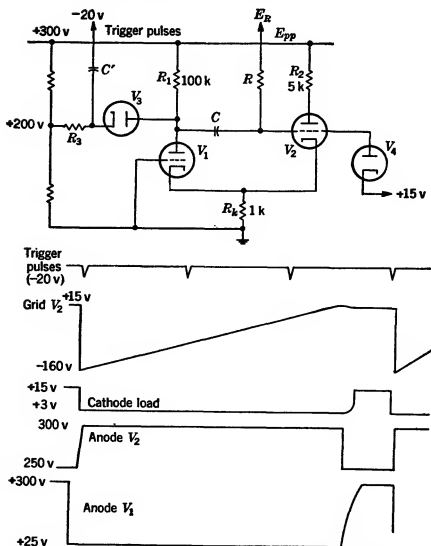 -20 v
Trigger pulses
+300 v
E_R
E_pp
C'
R_1
100 k
R
R_2
5 k
V_3
+200 v
R_3
C
V_1
V_2
V_4
R_k
1 k
+15 v
Trigger
pulses
(-20 v)
+15 v
Grid V_2
-160 v
+15 v
+3 v
Cathode load
300 v
Anode V_2
250 v
+300 v
Anode V_1
+25 v